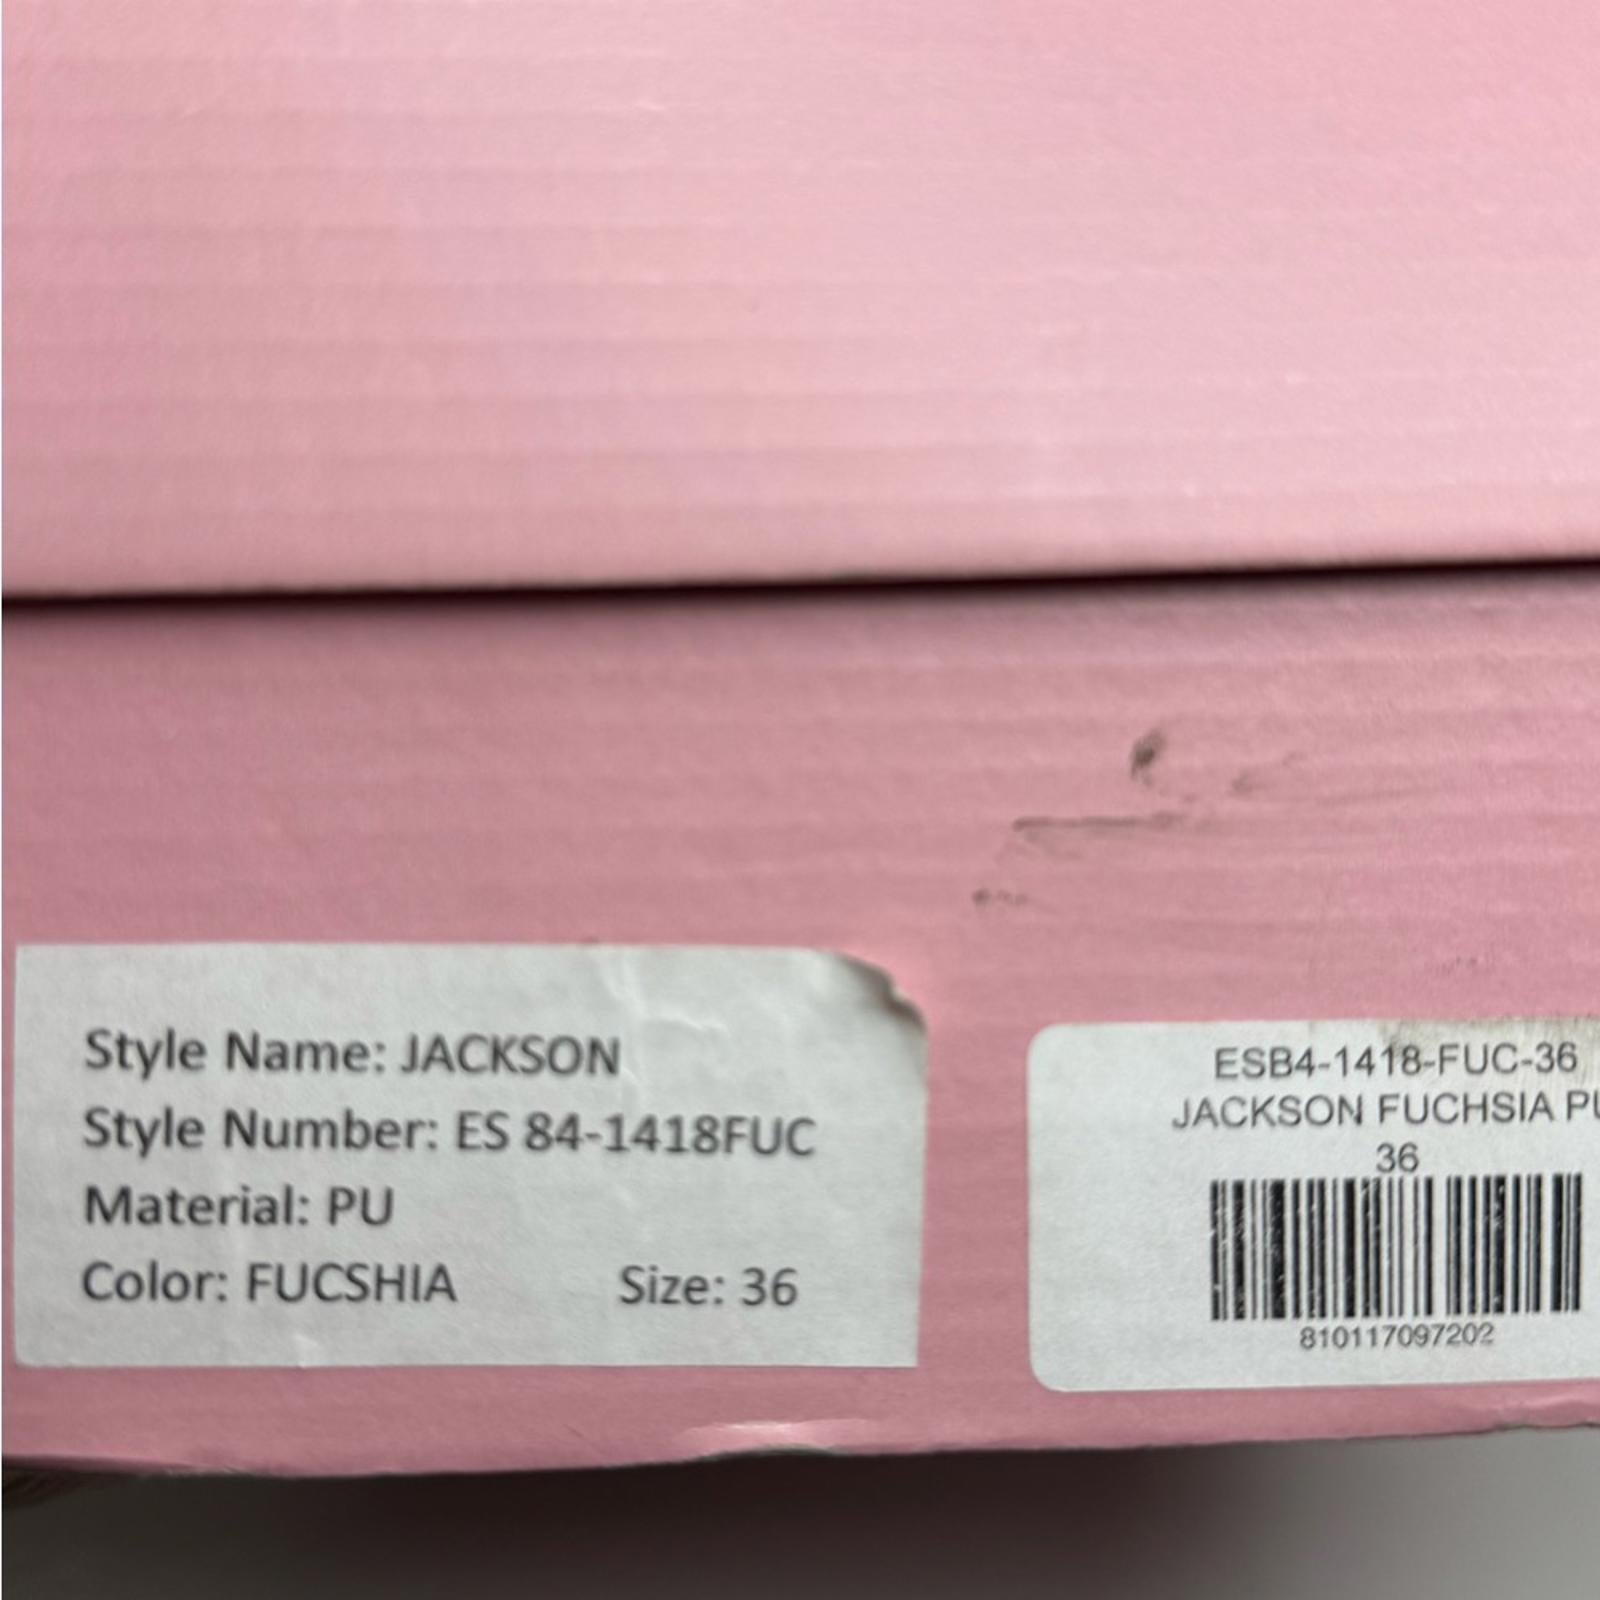 Style Name: JACKSON
Style Number: ES 84-1418FUC
Material: PU
Color: FUCSHIA Size: 36
ESB4-1418-FUC-36
JACKSON FUCHSIA PU
36
810117097202